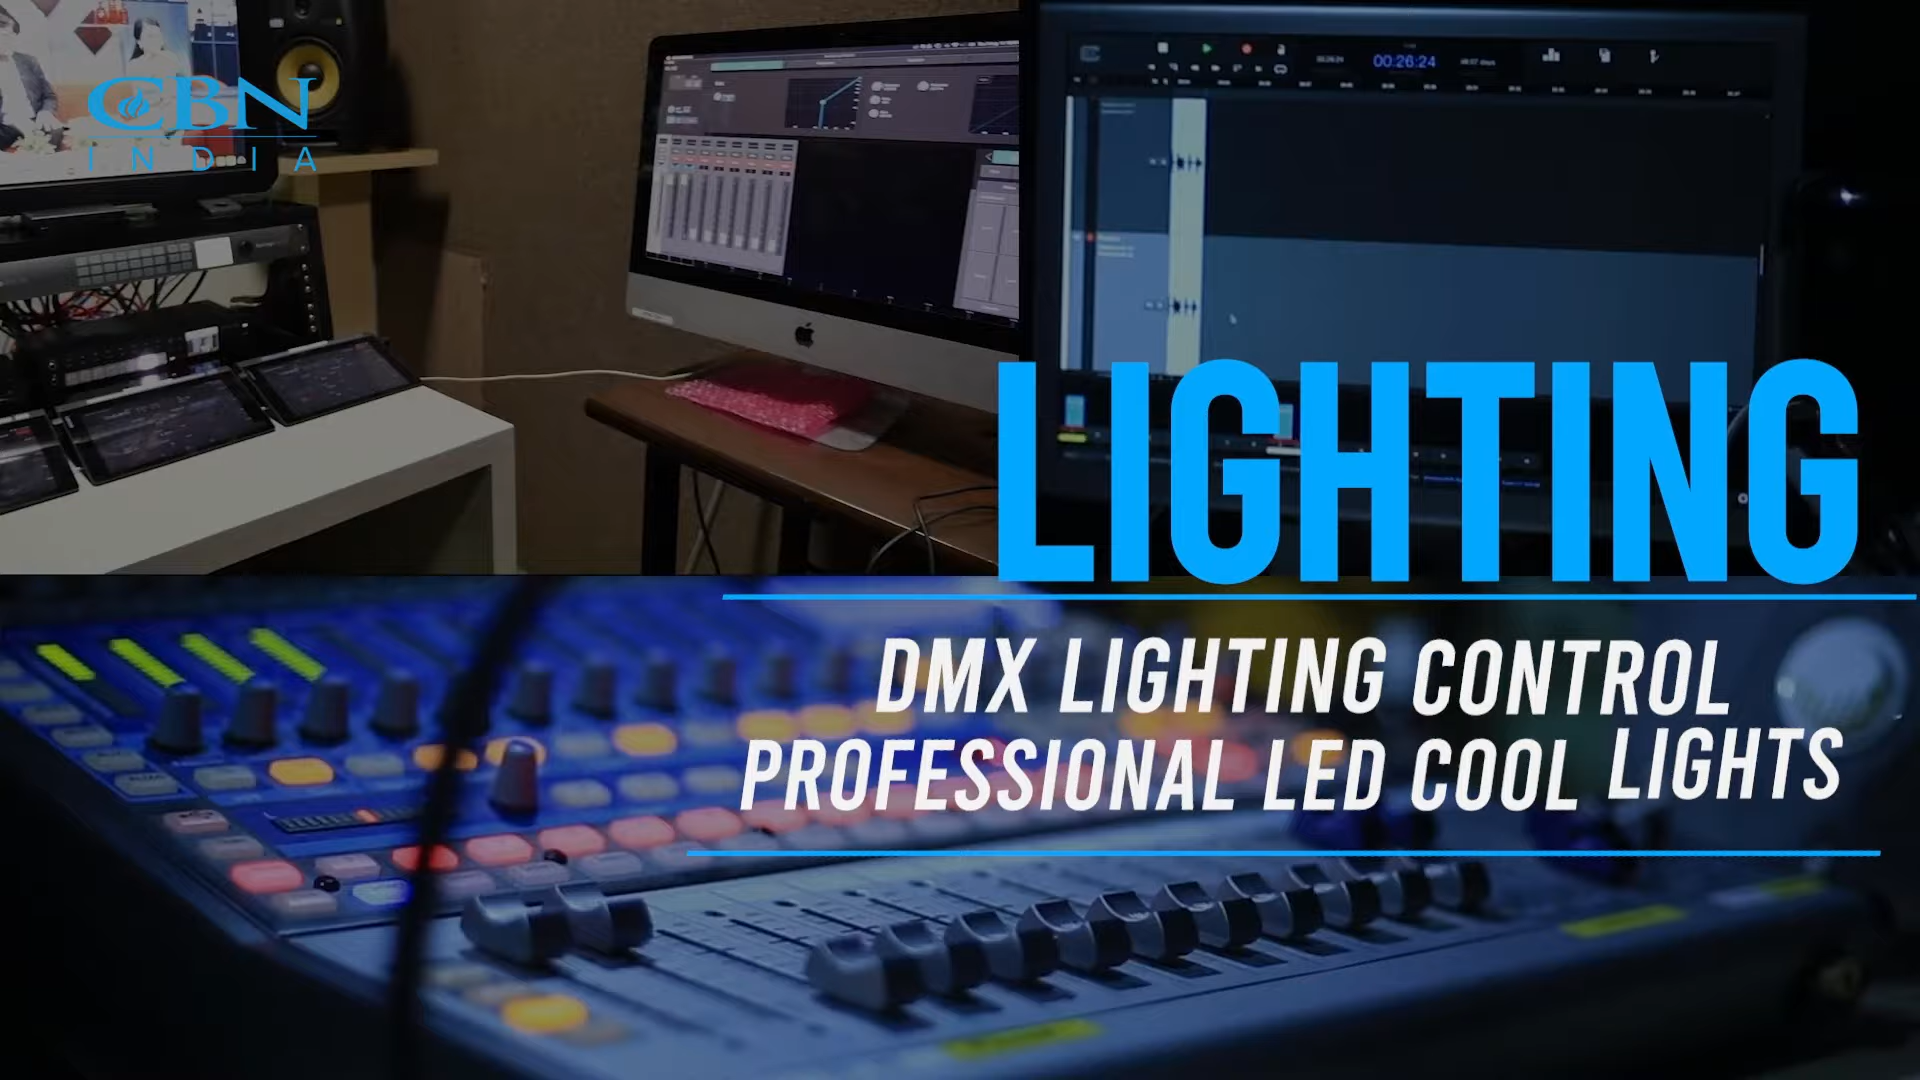 CBN
INDIA
00:26:24
LIGHTING
DMX LIGHTING CONTROL
PROFESSIONAL LED COOL LIGHTS